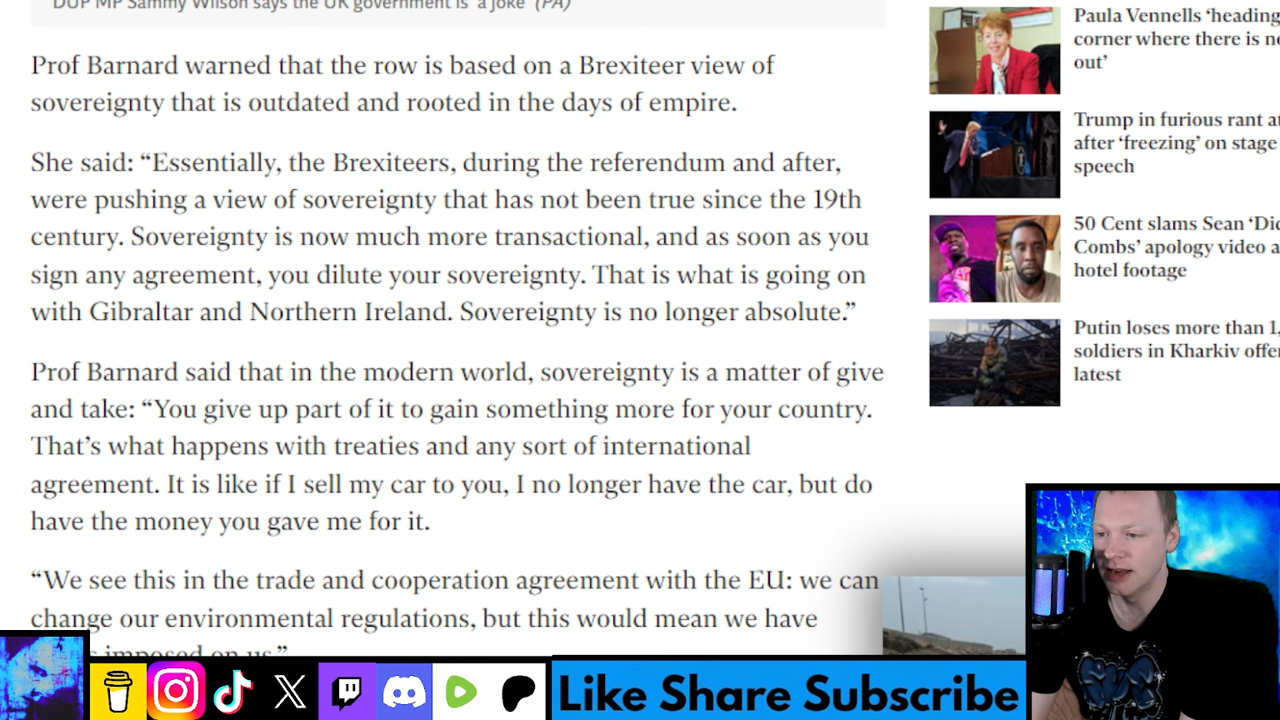 DUP MP Sammy Wilson says the UK government is ‘a joke’ (PA)
Prof Barnard warned that the row is based on a Brexiteer view of
sovereignty that is outdated and rooted in the days of empire.
She said: “Essentially, the Brexiteers, during the referendum and after,
were pushing a view of sovereignty that has not been true since the 19th
century. Sovereignty is now much more transactional, and as soon as you
sign any agreement, you dilute your sovereignty. That is what is going on
with Gibraltar and Northern Ireland. Sovereignty is no longer absolute.”
Prof Barnard said that in the modern world, sovereignty is a matter of give
and take: “You give up part of it to gain something more for your country.
That’s what happens with treaties and any sort of international
agreement. It is like if I sell my car to you, I no longer have the car, but do
have the money you gave me for it.
“We see this in the trade and cooperation agreement with the EU: we can
change our environmental regulations, but this would mean we have
imposed on us.”
Paula Vennells ‘heading
corner where there is no
out’
Trump in furious rant at
after ‘freezing’ on stage
speech
50 Cent slams Sean ‘Did
Combs’ apology video a
hotel footage
Putin loses more than 1,
soldiers in Kharkiv offe
latest
Like Share Subscribe